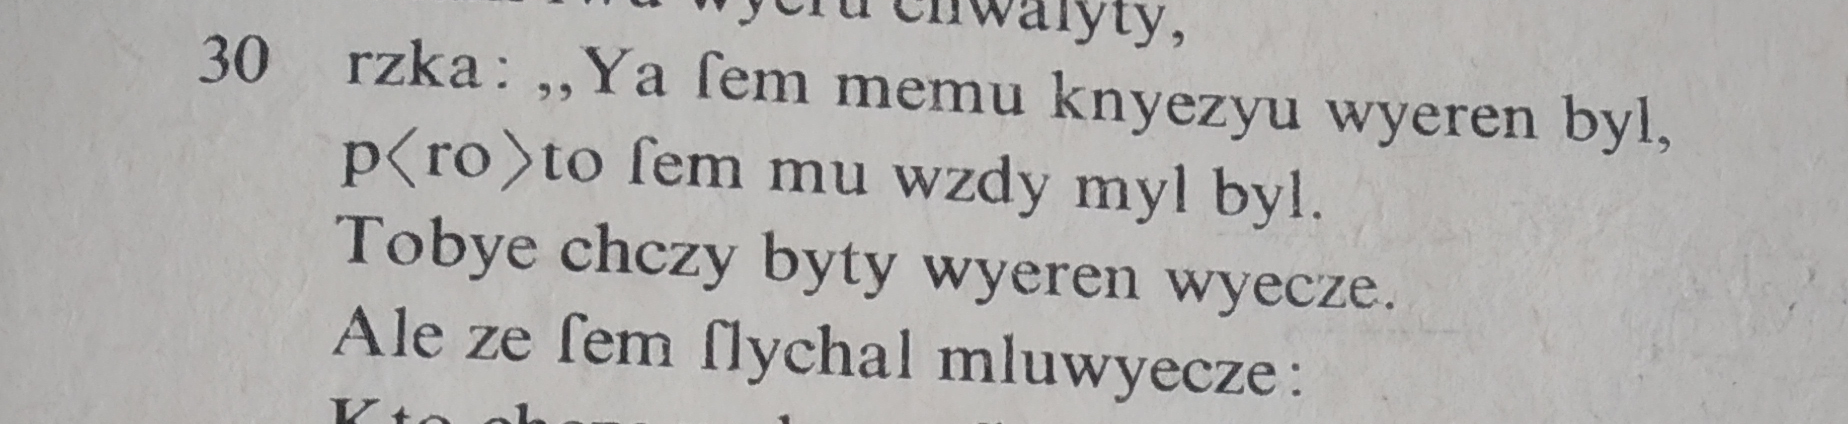 chwalyty,
30 rzka: „Ya ſem memu knyezyu wyeren byl,
p<ro>to ſem mu wzdy myl byl.
Tobye chczy byty wyeren wyecze.
Ale ze ſem ſlychal mluwyecze: